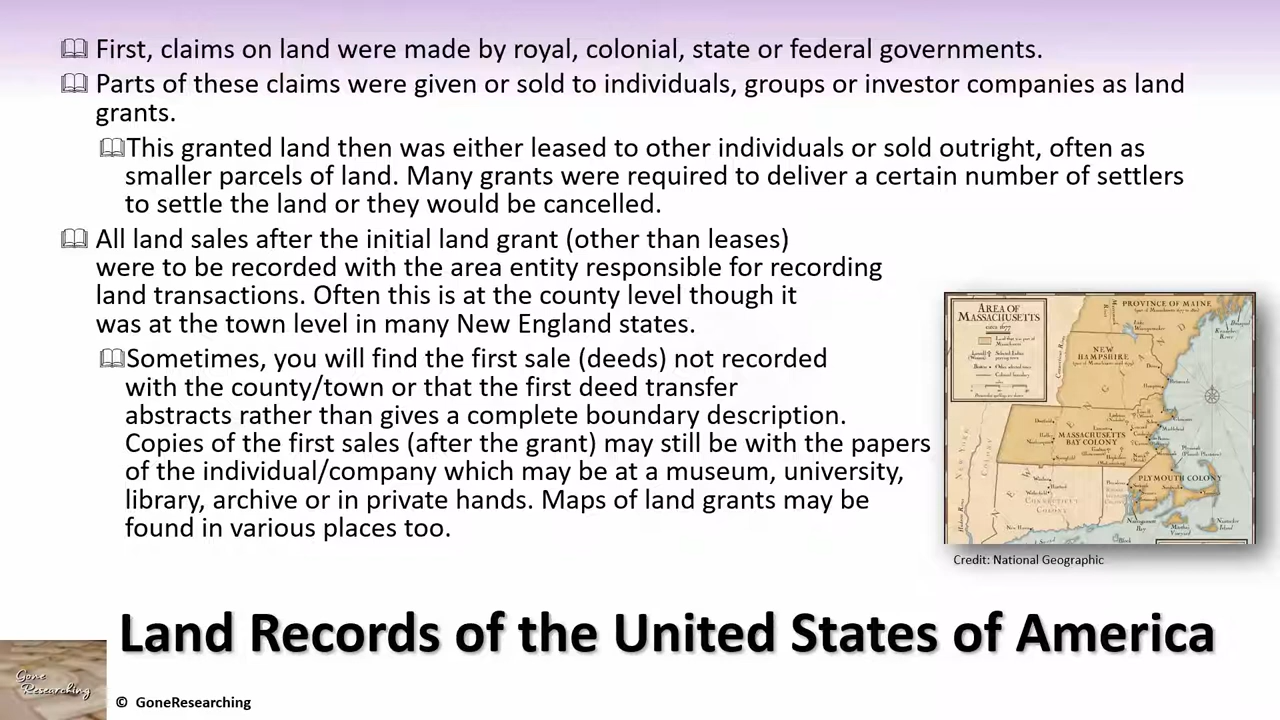 First, claims on land were made by royal, colonial, state or federal governments.
Parts of these claims were given or sold to individuals, groups or investor companies as land
grants.
This granted land then was either leased to other individuals or sold outright, often as
smaller parcels of land. Many grants were required to deliver a certain number of settlers
to settle the land or they would be cancelled.
All land sales after the initial land grant (other than leases)
were to be recorded with the area entity responsible for recording
land transactions. Often this is at the county level though it
was at the town level in many New England states.
Sometimes, you will find the first sale (deeds) not recorded
with the county/town or that the first deed transfer
abstracts rather than gives a complete boundary description.
Copies of the first sales (after the grant) may still be with the papers
of the individual/company which may be at a museum, university,
library, archive or in private hands. Maps of land grants may be
found in various places too.
AREA OF
MASSACHUSETTS
circa 1677
PROVINCE OF MAINE
NEW
HAMPSHIRE
MASSACHUSETTS
BAY COLONY
PLYMOUTH COLONY
CONNECTICUT
COLONY
Credit: National Geographic
Land Records of the United States of America
Gone
Researching
© GoneResearching